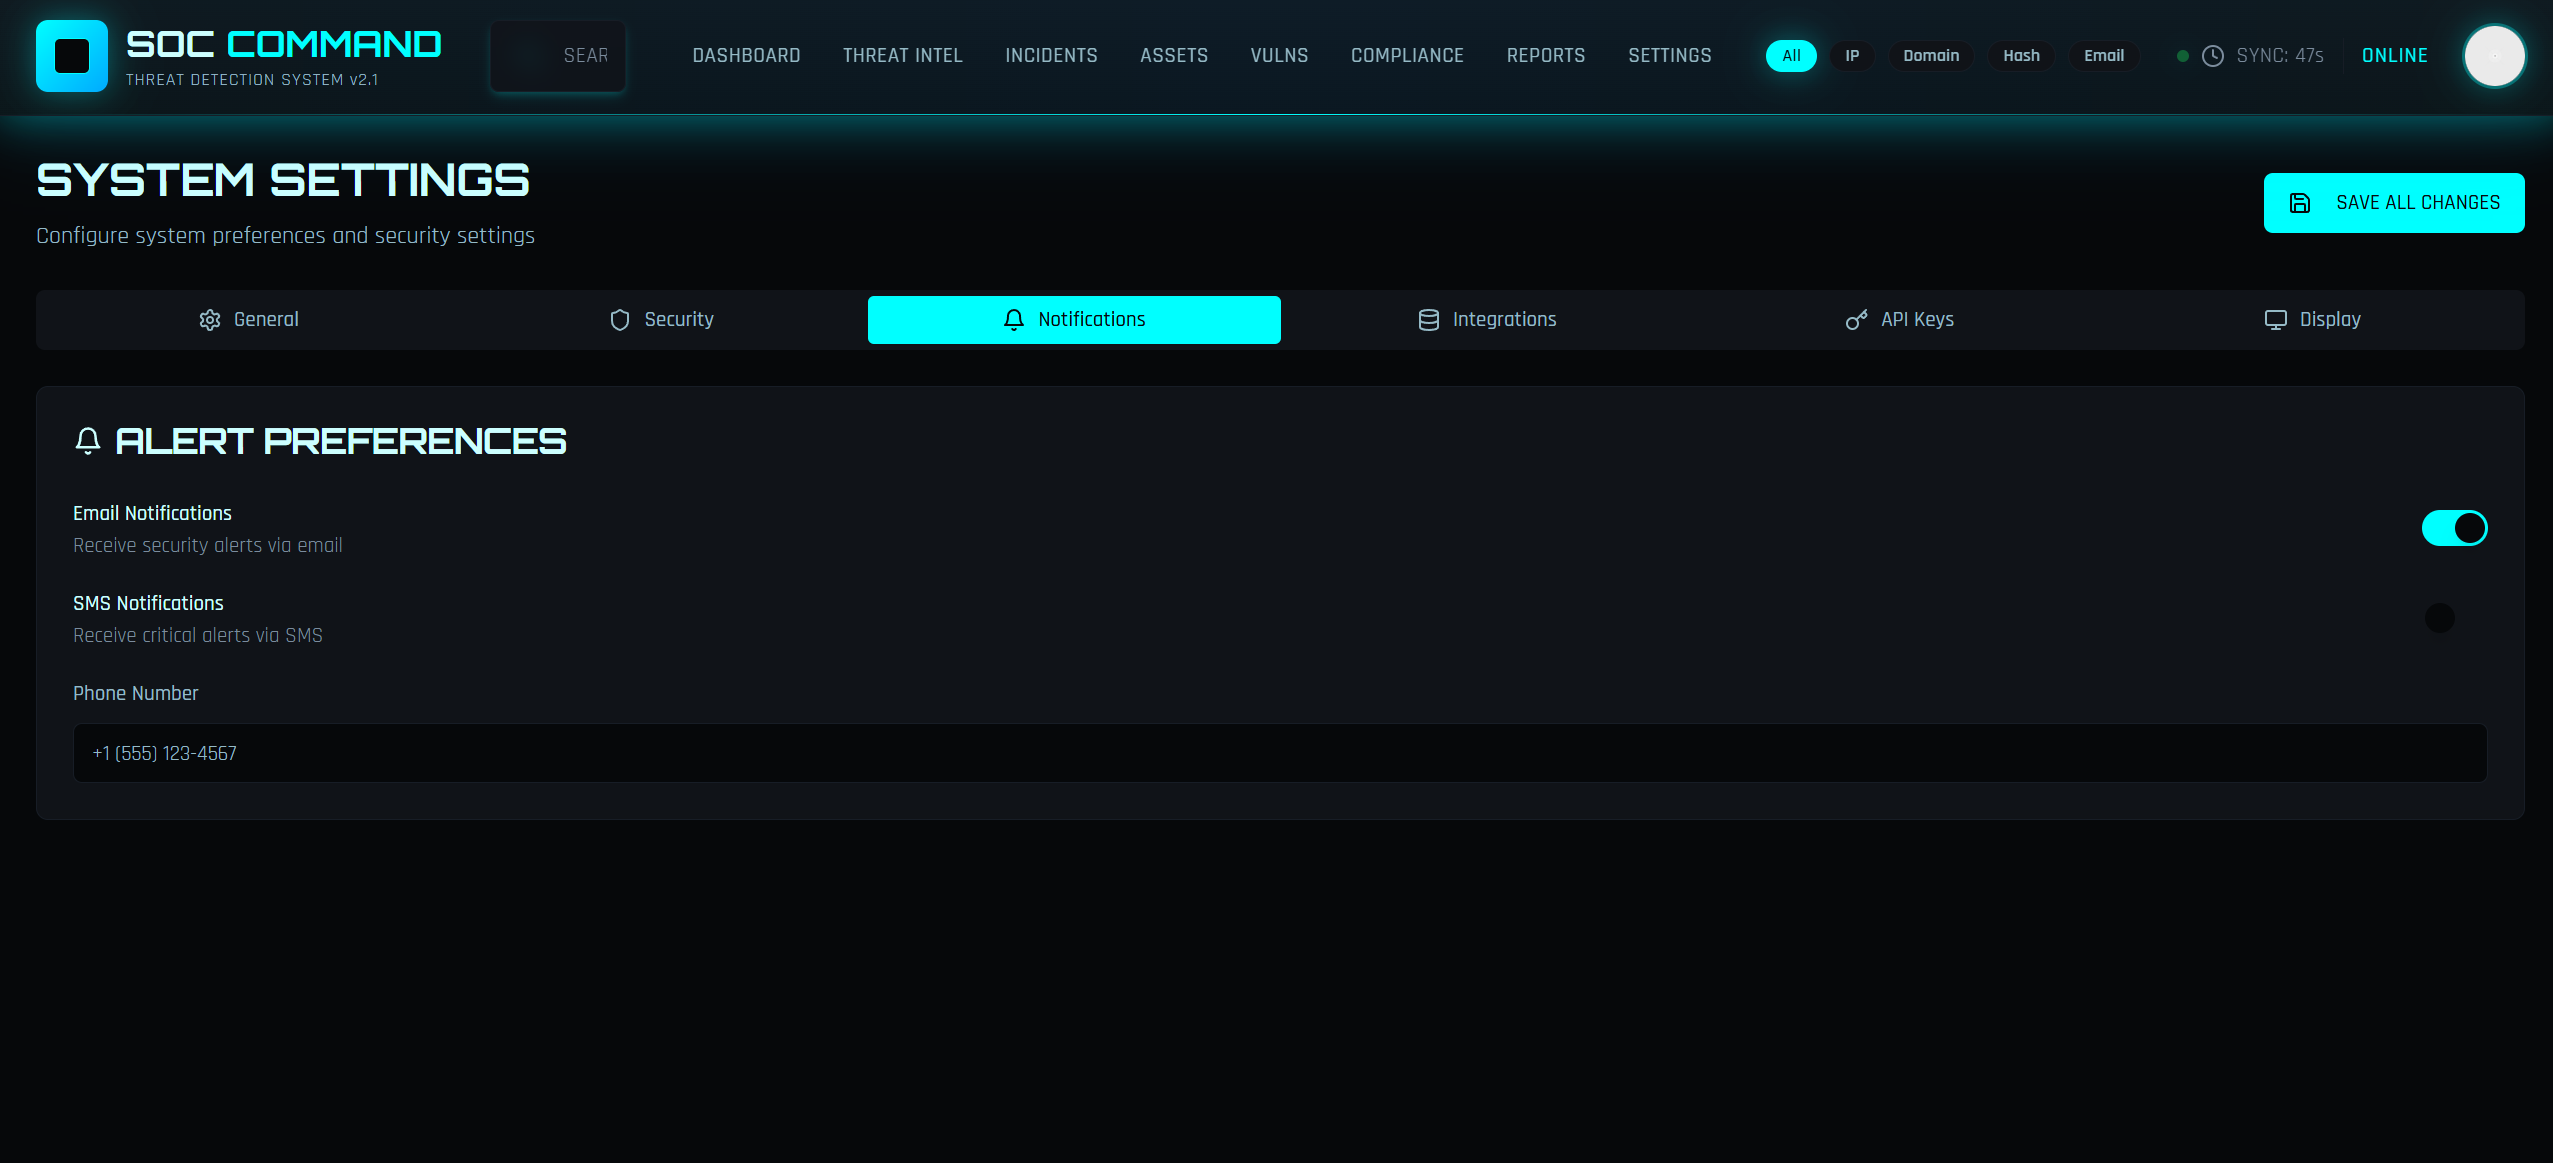 SOC COMMAND
THREAT DETECTION SYSTEM v2.1
SEAR
DASHBOARD THREAT INTEL INCIDENTS ASSETS VULNS COMPLIANCE REPORTS SETTINGS
All IP Domain Hash Email
SYNC: 47s
ONLINE
SYSTEM SETTINGS
Configure system preferences and security settings
SAVE ALL CHANGES
General Security Notifications Integrations API Keys Display
ALERT PREFERENCES
Email Notifications
Receive security alerts via email
SMS Notifications
Receive critical alerts via SMS
Phone Number
+1 (555) 123-4567